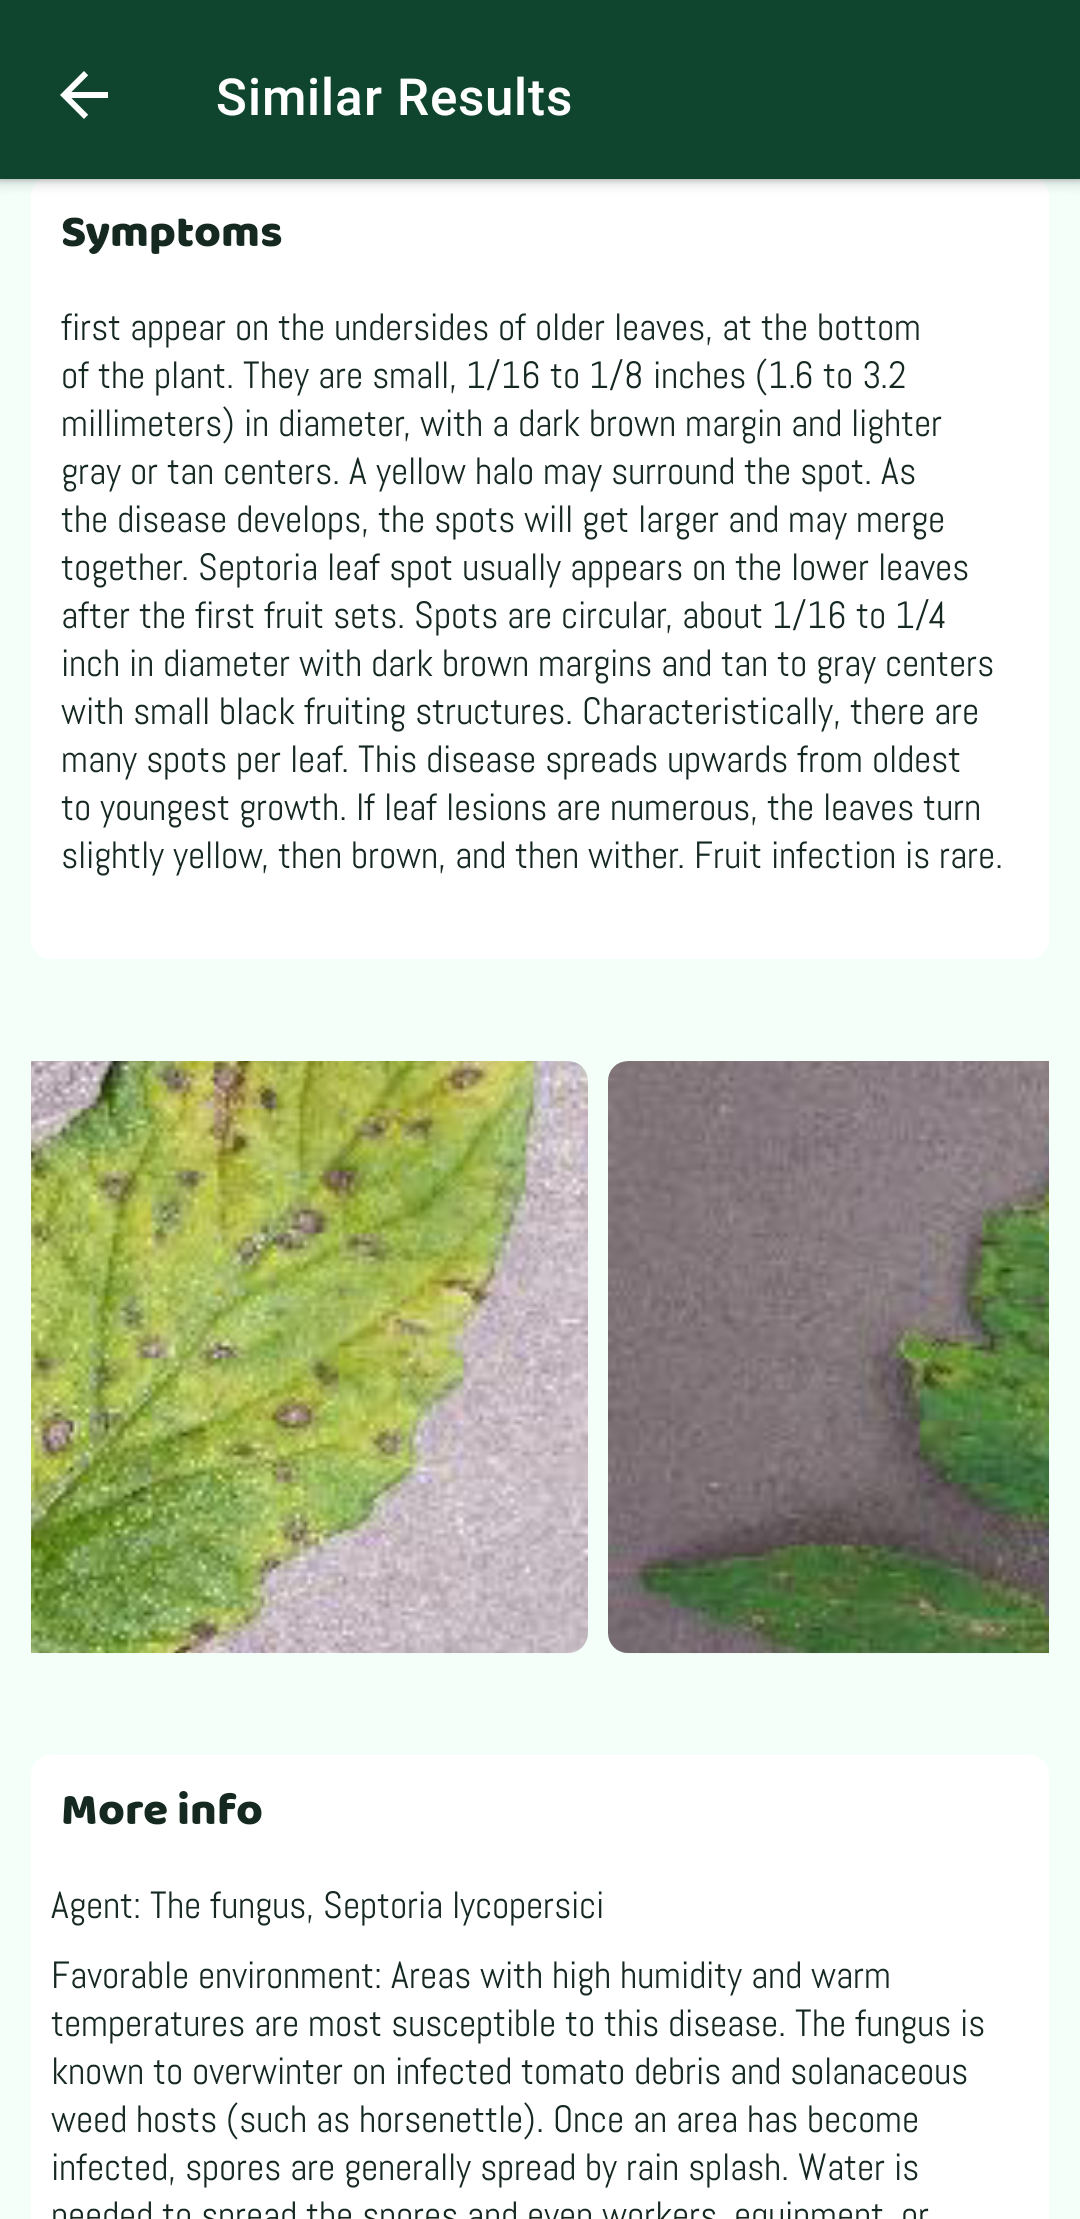 Similar Results
Symptoms
first appear on the undersides of older leaves, at the bottom
of the plant. They are small, 1/16 to 1/8 inches (1.6 to 3.2
millimeters) in diameter, with a dark brown margin and lighter
gray or tan centers. A yellow halo may surround the spot. As
the disease develops, the spots will get larger and may merge
together. Septoria leaf spot usually appears on the lower leaves
after the first fruit sets. Spots are circular, about 1/16 to 1/4
inch in diameter with dark brown margins and tan to gray centers
with small black fruiting structures. Characteristically, there are
many spots per leaf. This disease spreads upwards from oldest
to youngest growth. If leaf lesions are numerous, the leaves turn
slightly yellow, then brown, and then wither. Fruit infection is rare.
More info
Agent: The fungus, Septoria lycopersici
Favorable environment: Areas with high humidity and warm
temperatures are most susceptible to this disease. The fungus is
known to overwinter on infected tomato debris and solanaceous
weed hosts (such as horsenettle). Once an area has become
infected, spores are generally spread by rain splash. Water is
needed to spread the spores and even workers, equipment, or